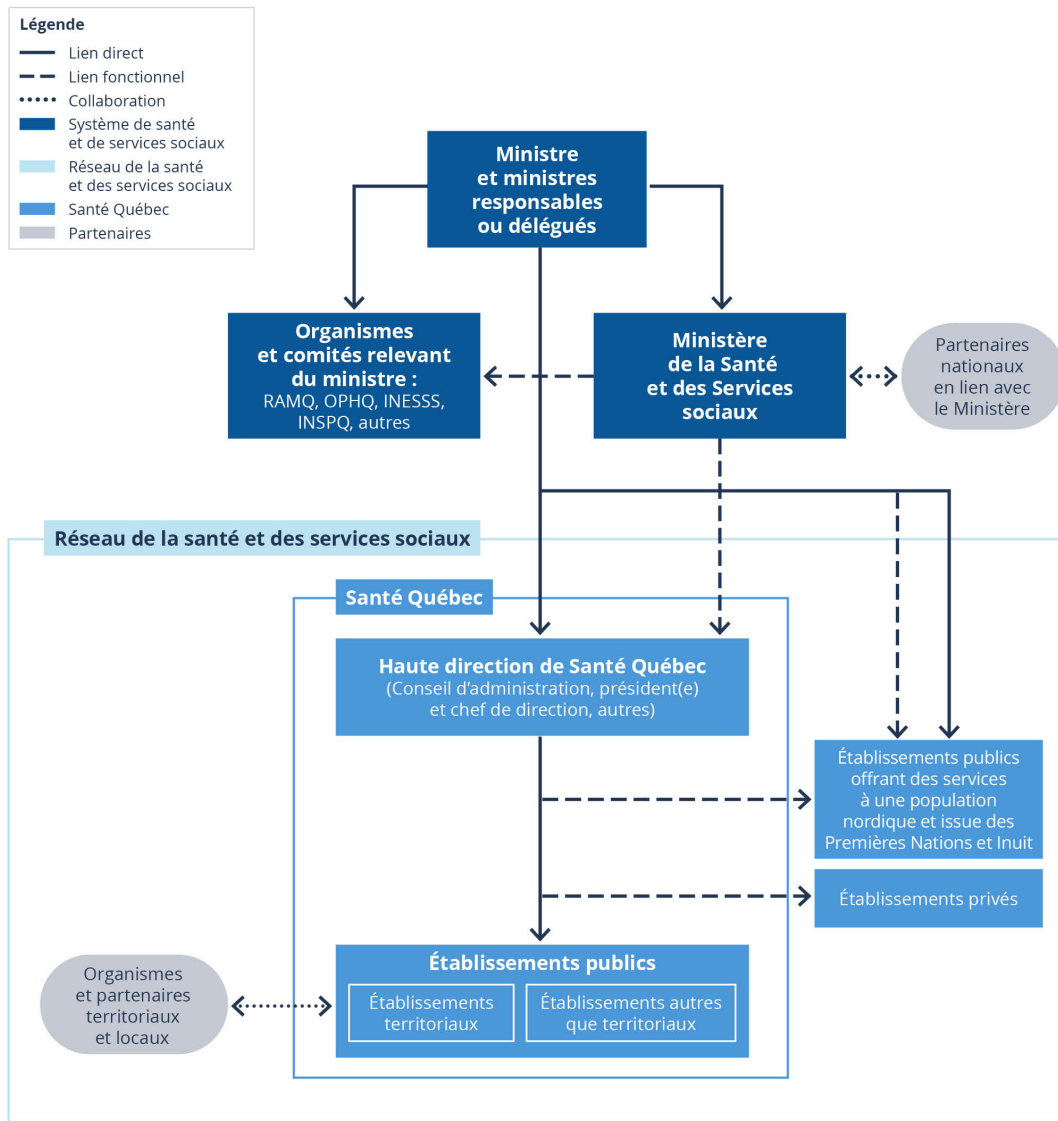 Légende
Lien direct
Lien fonctionnel
Collaboration
Système de santé
et de services sociaux
Réseau de la santé
et des services sociaux
Santé Québec
Partenaires
Ministre
et ministres
responsables
ou délégués
Organismes
et comités relevant
du ministre :
RAMQ, OPHQ, INESSS,
INSPQ, autres
Ministère
de la Santé
et des Services
sociaux
Partenaires
nationaux
en lien avec
le Ministère
Réseau de la santé et des services sociaux
Santé Québec
Haute direction de Santé Québec
(Conseil d’administration, président(e)
et chef de direction, autres)
Établissements publics
offrant des services
à une population
nordique et issue des
Premières Nations et Inuit
Établissements privés
Établissements publics
Établissements
territoriaux
Établissements autres
que territoriaux
Organismes
et partenaires
territoriaux
et locaux